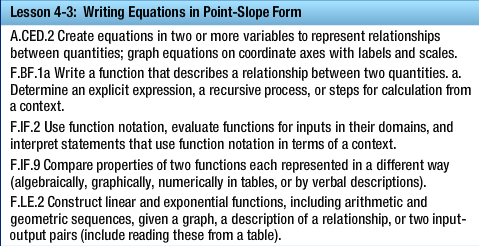 Lesson 4-3: Writing Equations in Point-Slope Form
A.CED.2 Create equations in two or more variables to represent relationships
between quantities; graph equations on coordinate axes with labels and scales.
F.BF.1a Write a function that describes a relationship between two quantities. a.
Determine an explicit expression, a recursive process, or steps for calculation from
a context.
F.IF.2 Use function notation, evaluate functions for inputs in their domains, and
interpret statements that use function notation in terms of a context.
F.IF.9 Compare properties of two functions each represented in a different way
(algebraically, graphically, numerically in tables, or by verbal descriptions).
F.LE.2 Construct linear and exponential functions, including arithmetic and
geometric sequences, given a graph, a description of a relationship, or two input-
output pairs (include reading these from a table).